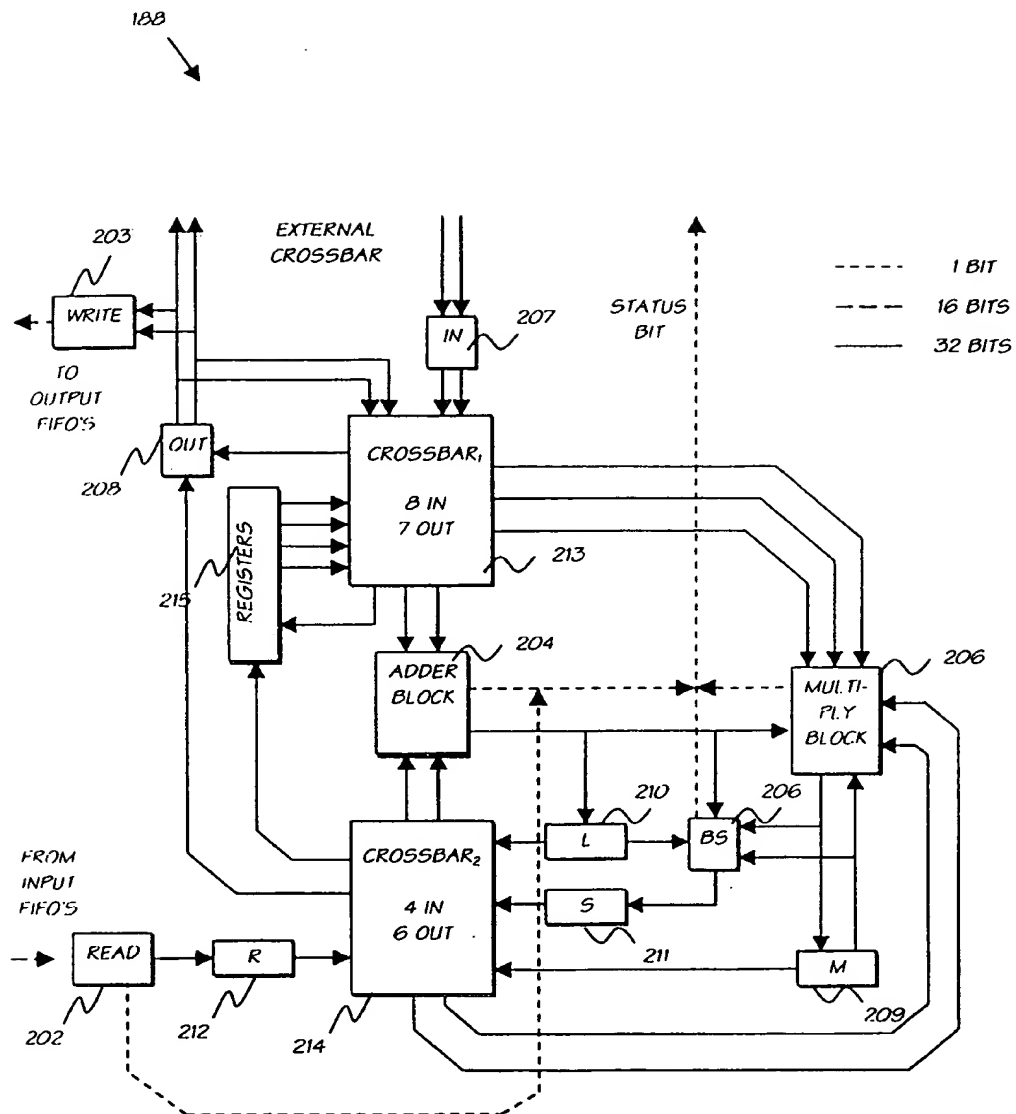 188
203
EXTERNAL
CROSSBAR
WRITE
IN
207
STATUS
BIT
1 BIT
16 BITS
32 BITS
TO
OUTPUT
FIFO'S
OUT
208
CROSSBAR1
8 IN
7 OUT
213
REGISTERS
215
204
ADDER
BLOCK
206
MULTI-
PLY
BLOCK
210
L
206
BS
CROSSBAR2
4 IN
6 OUT
S
211
FROM
INPUT
FIFO'S
READ
R
M
202
212
214
209